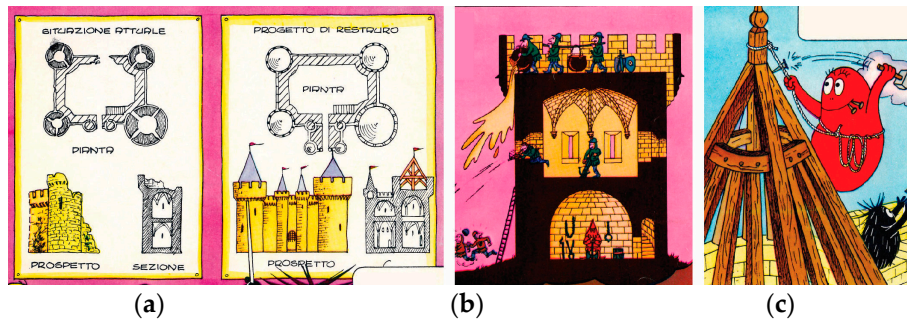 SITUAZIONE ATTUALE
PIANTA
PROSPETTO
SEZIONE
PROGETTO DI RESTAURO
PIANTA
PROSPETTO
(a)
(b)
(c)